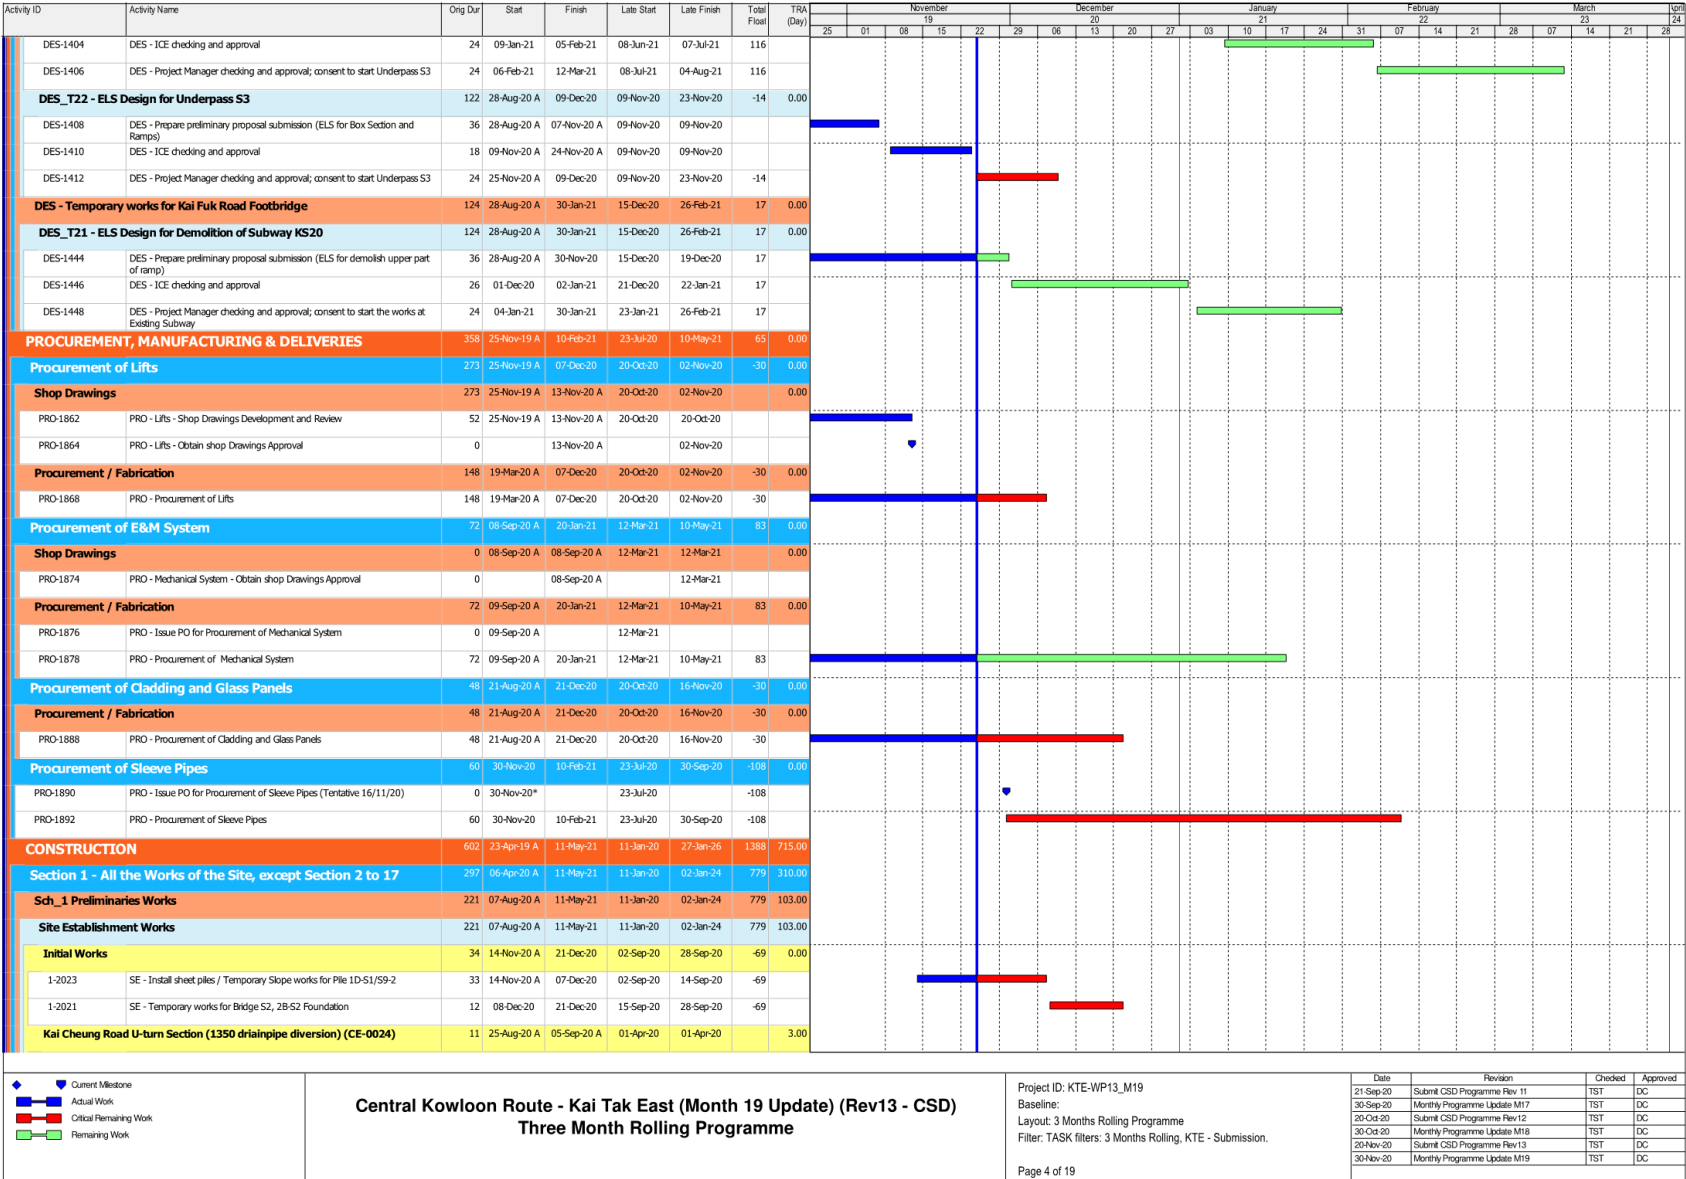 Activity ID Activity Name Orig Dur Start Finish Late Start Late Finish Total Float TRA (Day) November December January February March April
19 20 21 22 23 24
25 01 08 15 22 29 06 13 20 27 03 10 17 24 31 07 14 21 28 07 14 21 28
DES-1404 DES - ICE checking and approval 24 09-Jan-21 05-Feb-21 08-Jun-21 07-Jul-21 116
DES-1406 DES - Project Manager checking and approval; consent to start Underpass S3 24 06-Feb-21 12-Mar-21 08-Jul-21 04-Aug-21 116
DES_T22 - ELS Design for Underpass S3 122 28-Aug-20 A 09-Dec-20 09-Nov-20 23-Nov-20 -14 0.00
DES-1408 DES - Prepare preliminary proposal submission (ELS for Box Section and Ramps) 36 28-Aug-20 A 07-Nov-20 A 09-Nov-20 09-Nov-20
DES-1410 DES - ICE checking and approval 18 09-Nov-20 A 24-Nov-20 A 09-Nov-20 09-Nov-20
DES-1412 DES - Project Manager checking and approval; consent to start Underpass S3 24 25-Nov-20 A 09-Dec-20 09-Nov-20 23-Nov-20 -14
DES - Temporary works for Kai Fuk Road Footbridge 124 28-Aug-20 A 30-Jan-21 15-Dec-20 26-Feb-21 17 0.00
DES_T21 - ELS Design for Demolition of Subway KS20 124 28-Aug-20 A 30-Jan-21 15-Dec-20 26-Feb-21 17 0.00
DES-1444 DES - Prepare preliminary proposal submission (ELS for demolish upper part of ramp) 36 28-Aug-20 A 30-Nov-20 15-Dec-20 19-Dec-20 17
DES-1446 DES - ICE checking and approval 26 01-Dec-20 02-Jan-21 21-Dec-20 22-Jan-21 17
DES-1448 DES - Project Manager checking and approval; consent to start the works at Existing Subway 24 04-Jan-21 30-Jan-21 23-Jan-21 26-Feb-21 17
PROCUREMENT, MANUFACTURING & DELIVERIES 358 25-Nov-19 A 10-Feb-21 23-Jul-20 10-May-21 65 0.00
Procurement of Lifts 273 25-Nov-19 A 07-Dec-20 20-Oct-20 02-Nov-20 -30 0.00
Shop Drawings 273 25-Nov-19 A 13-Nov-20 A 20-Oct-20 02-Nov-20 0.00
PRO-1862 PRO - Lifts - Shop Drawings Development and Review 52 25-Nov-19 A 13-Nov-20 A 20-Oct-20 20-Oct-20
PRO-1864 PRO - Lifts - Obtain shop Drawings Approval 0 13-Nov-20 A 02-Nov-20
Procurement / Fabrication 148 19-Mar-20 A 07-Dec-20 20-Oct-20 02-Nov-20 -30 0.00
PRO-1868 PRO - Procurement of Lifts 148 19-Mar-20 A 07-Dec-20 20-Oct-20 02-Nov-20 -30
Procurement of E&M System 72 08-Sep-20 A 20-Jan-21 12-Mar-21 10-May-21 83 0.00
Shop Drawings 0 08-Sep-20 A 08-Sep-20 A 12-Mar-21 12-Mar-21 0.00
PRO-1874 PRO - Mechanical System - Obtain shop Drawings Approval 0 08-Sep-20 A 12-Mar-21
Procurement / Fabrication 72 09-Sep-20 A 20-Jan-21 12-Mar-21 10-May-21 83 0.00
PRO-1876 PRO - Issue PO for Procurement of Mechanical System 0 09-Sep-20 A 12-Mar-21
PRO-1878 PRO - Procurement of Mechanical System 72 09-Sep-20 A 20-Jan-21 12-Mar-21 10-May-21 83
Procurement of Cladding and Glass Panels 48 21-Aug-20 A 21-Dec-20 20-Oct-20 16-Nov-20 -30 0.00
Procurement / Fabrication 48 21-Aug-20 A 21-Dec-20 20-Oct-20 16-Nov-20 -30 0.00
PRO-1888 PRO - Procurement of Cladding and Glass Panels 48 21-Aug-20 A 21-Dec-20 20-Oct-20 16-Nov-20 -30
Procurement of Sleeve Pipes 60 30-Nov-20 10-Feb-21 23-Jul-20 30-Sep-20 -108 0.00
PRO-1890 PRO - Issue PO for Procurement of Sleeve Pipes (Tentative 16/11/20) 0 30-Nov-20* 23-Jul-20 -108
PRO-1892 PRO - Procurement of Sleeve Pipes 60 30-Nov-20 10-Feb-21 23-Jul-20 30-Sep-20 -108
CONSTRUCTION 602 23-Apr-19 A 11-May-21 11-Jan-20 27-Jan-26 1388 715.00
Section 1 - All the Works of the Site, except Section 2 to 17 297 06-Apr-20 A 11-May-21 11-Jan-20 02-Jan-24 779 310.00
Sch_1 Preliminaries Works 221 07-Aug-20 A 11-May-21 11-Jan-20 02-Jan-24 779 103.00
Site Establishment Works 221 07-Aug-20 A 11-May-21 11-Jan-20 02-Jan-24 779 103.00
Initial Works 34 14-Nov-20 A 21-Dec-20 02-Sep-20 28-Sep-20 -69 0.00
1-2023 SE - Install sheet piles / Temporary Slope works for Pile 1D-S1/S9-2 33 14-Nov-20 A 07-Dec-20 02-Sep-20 14-Sep-20 -69
1-2021 SE - Temporary works for Bridge S2, 2B-S2 Foundation 12 08-Dec-20 21-Dec-20 15-Sep-20 28-Sep-20 -69
Kai Cheung Road U-turn Section (1350 driainpipe diversion) (CE-0024) 11 25-Aug-20 A 05-Sep-20 A 01-Apr-20 01-Apr-20 3.00
Current Milestone
Actual Work
Critical Remaining Work
Remaining Work
Central Kowloon Route - Kai Tak East (Month 19 Update) (Rev13 - CSD)
Three Month Rolling Programme
Project ID: KTE-WP13_M19
Baseline:
Layout: 3 Months Rolling Programme
Filter: TASK filters: 3 Months Rolling, KTE - Submission.
Page 4 of 19
Date Revision Checked Approved
21-Sep-20 Submit CSD Programme Rev 11 TST DC
30-Sep-20 Monthly Programme Update M17 TST DC
20-Oct-20 Submit CSD Programme Rev12 TST DC
30-Oct-20 Monthly Programme Update M18 TST DC
20-Nov-20 Submit CSD Programme Rev13 TST DC
30-Nov-20 Monthly Programme Update M19 TST DC